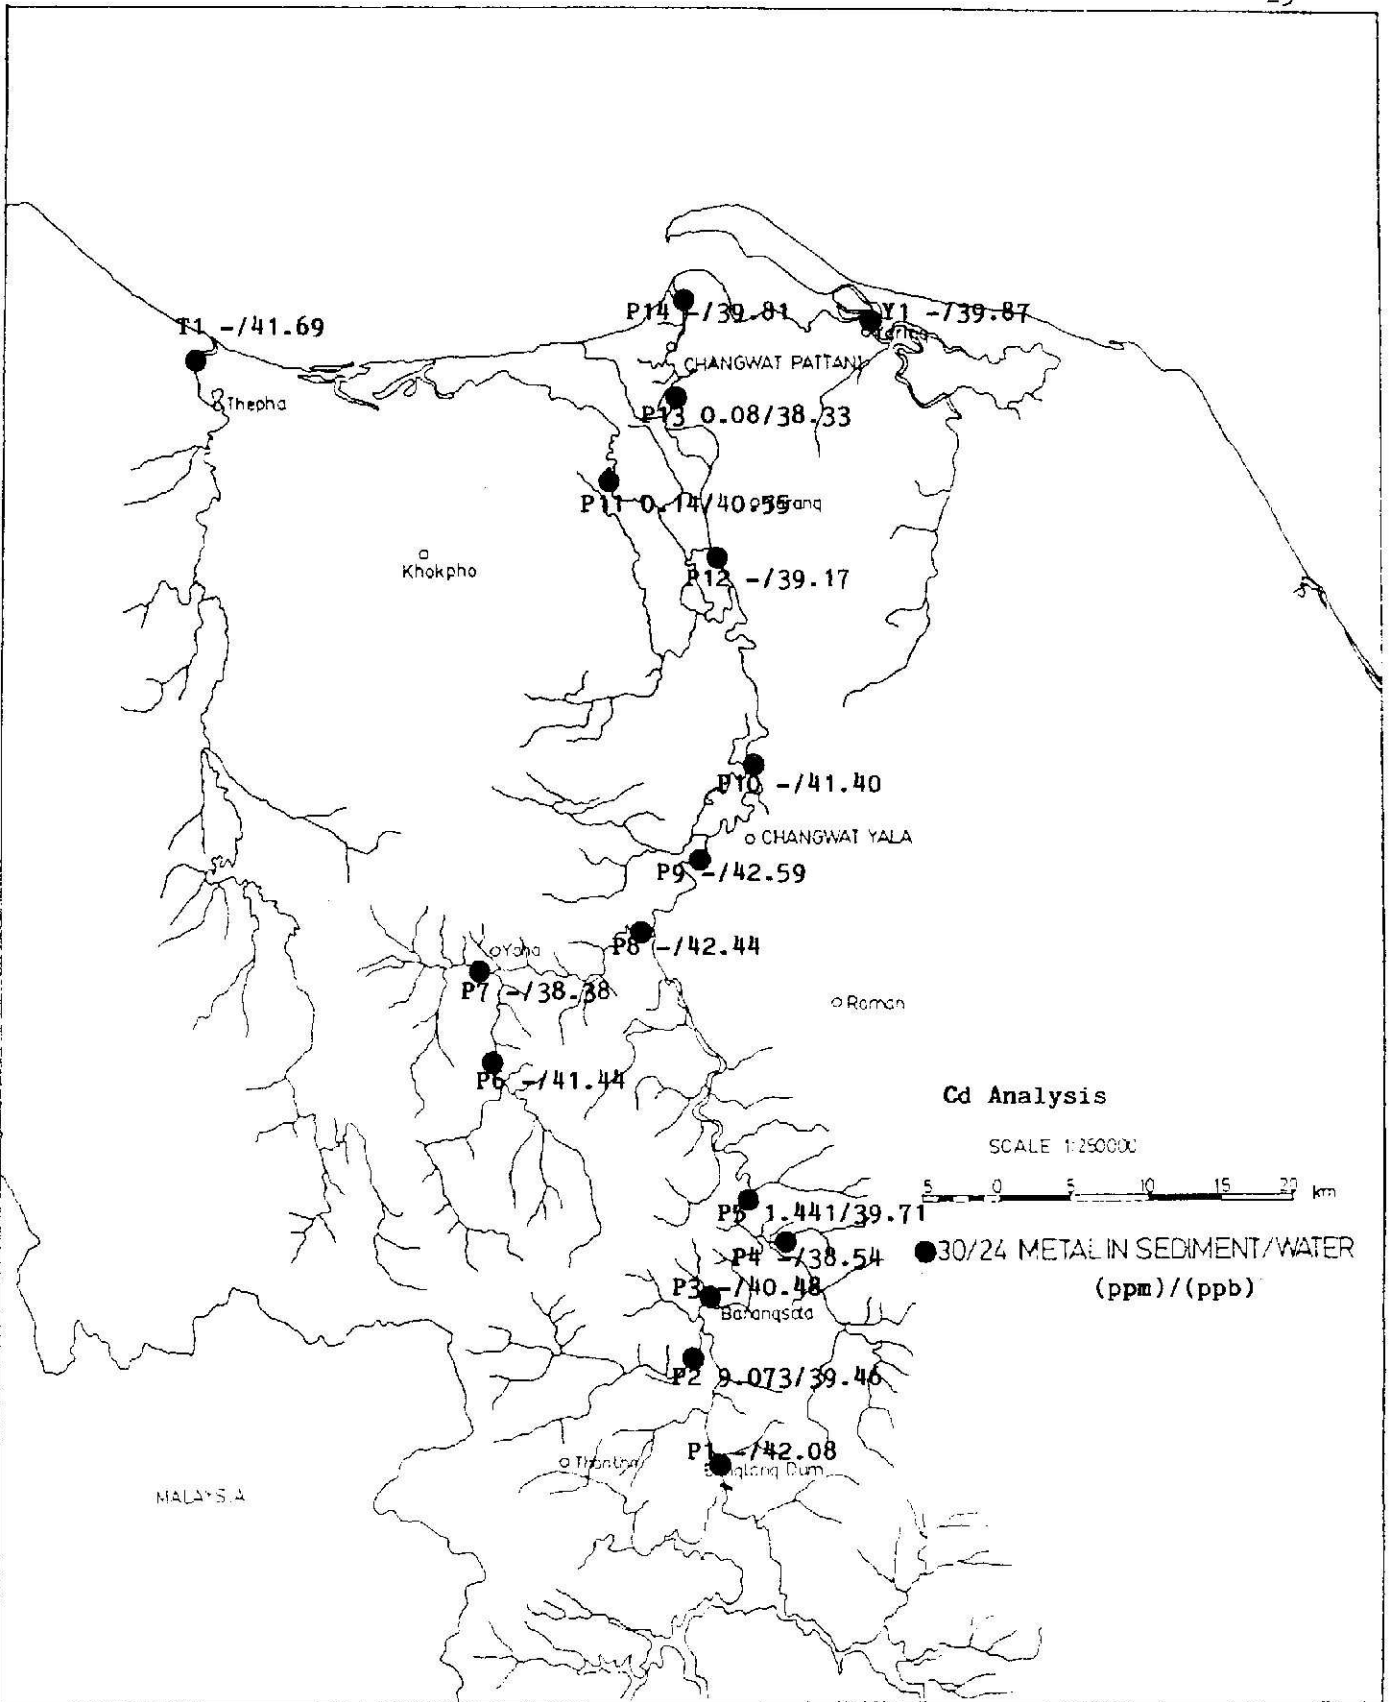 P14 -/39.81
Y1 -/39.87
T1 -/41.69
CHANGWAT PATTANI
Thepha
P13 0.08/38.33
P11 0.14/40.55
Khokpho
P12 -/39.17
P10 -/41.40
CHANGWAT YALA
P9 -/42.59
P8 -/42.44
Yaha
P7 -/38.38
Raman
P6 -/41.44
Cd Analysis
SCALE 1:250000
5 0 5 10 15 20 km
P5 1.441/39.71
P4 -/38.54
30/24 METAL IN SEDIMENT/WATER
(ppm)/(ppb)
P3 -/40.48
Banangsata
P2 9.073/39.46
P1 -/42.08
Dum
MALAYSIA